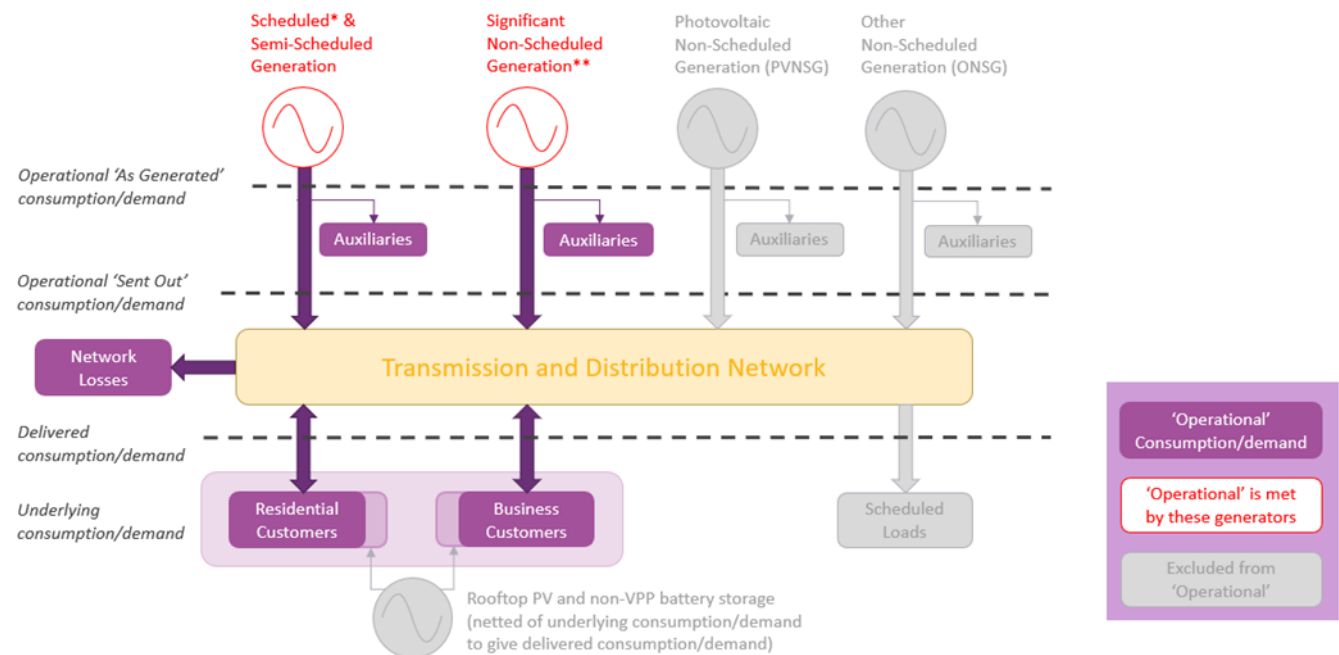 Scheduled* &
Semi-Scheduled
Generation
Significant
Non-Scheduled
Generation**
Photovoltaic
Non-Scheduled
Generation (PVNSG)
Other
Non-Scheduled
Generation (ONSG)
Operational ‘As Generated’
consumption/demand
Auxiliaries
Auxiliaries
Auxiliaries
Auxiliaries
Operational ‘Sent Out’
consumption/demand
Network
Losses
Transmission and Distribution Network
Delivered
consumption/demand
Underlying
consumption/demand
Residential
Customers
Business
Customers
Scheduled
Loads
Rooftop PV and non-VPP battery storage
(netted of underlying consumption/demand
to give delivered consumption/demand)
‘Operational’
Consumption/demand
‘Operational’ is met
by these generators
Excluded from
‘Operational’